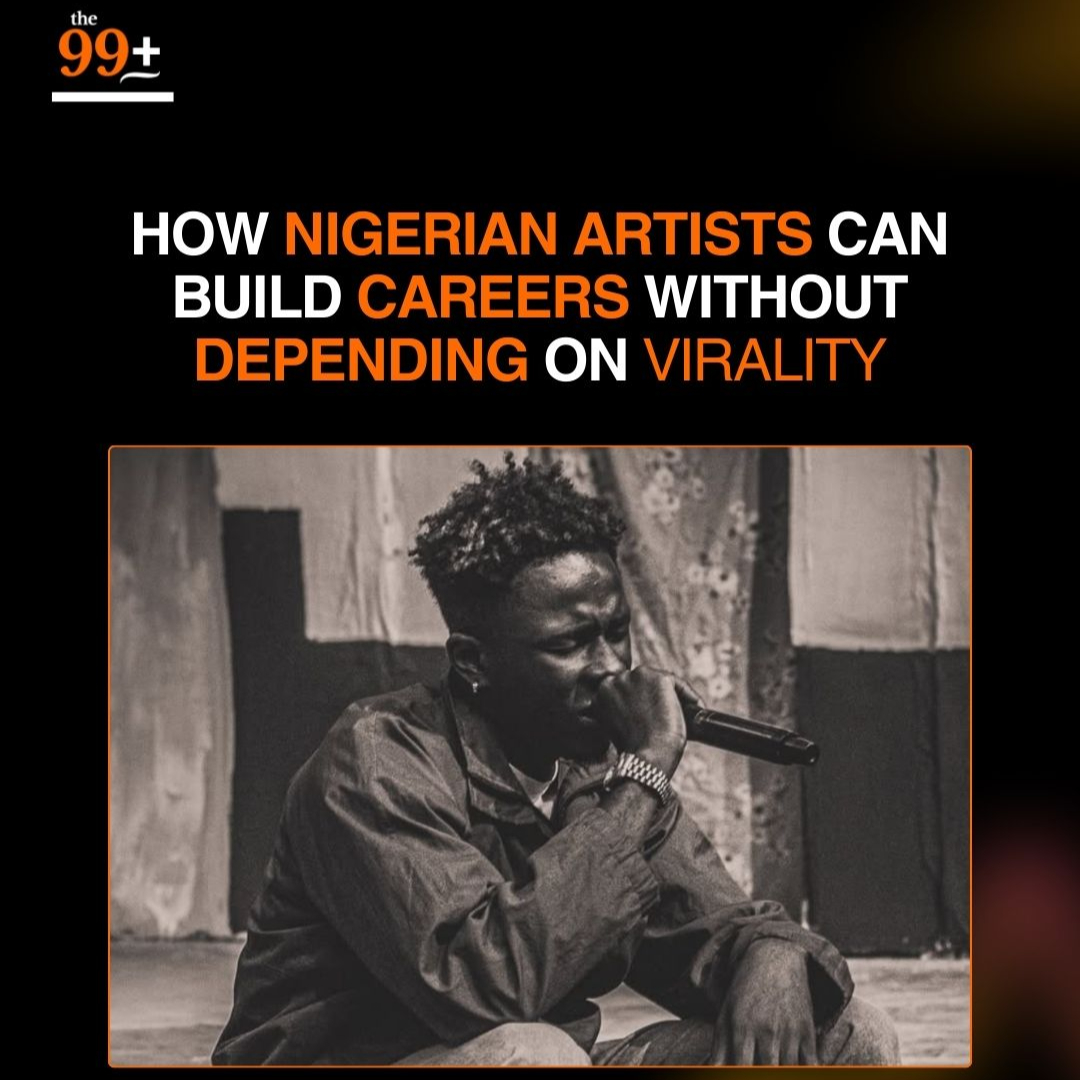 the
99+
HOW NIGERIAN ARTISTS CAN
BUILD CAREERS WITHOUT
DEPENDING ON VIRALITY